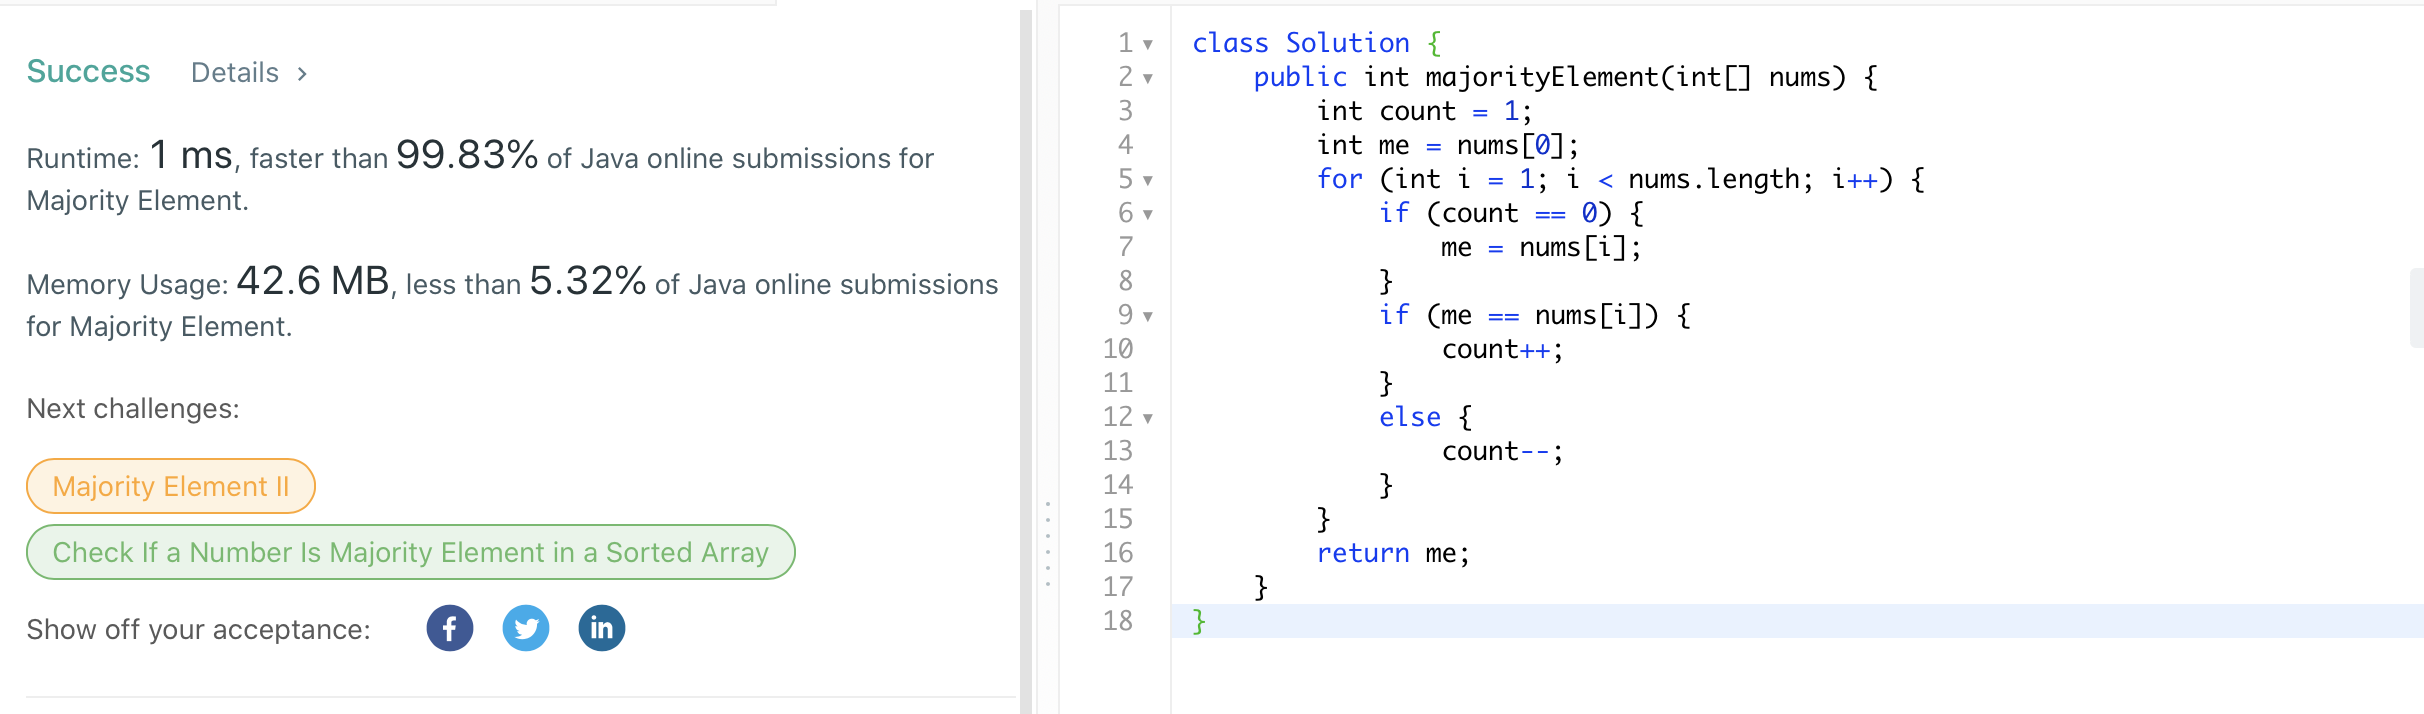 Success Details >
Runtime: 1 ms, faster than 99.83% of Java online submissions for
Majority Element.
Memory Usage: 42.6 MB, less than 5.32% of Java online submissions
for Majority Element.
Next challenges:
Majority Element II
Check If a Number Is Majority Element in a Sorted Array
Show off your acceptance: f in
1 class Solution {
2     public int majorityElement(int[] nums) {
3         int count = 1;
4         int me = nums[0];
5         for (int i = 1; i < nums.length; i++) {
6             if (count == 0) {
7                 me = nums[i];
8             }
9             if (me == nums[i]) {
10                 count++;
11             }
12             else {
13                 count--;
14             }
15         }
16         return me;
17     }
18 }